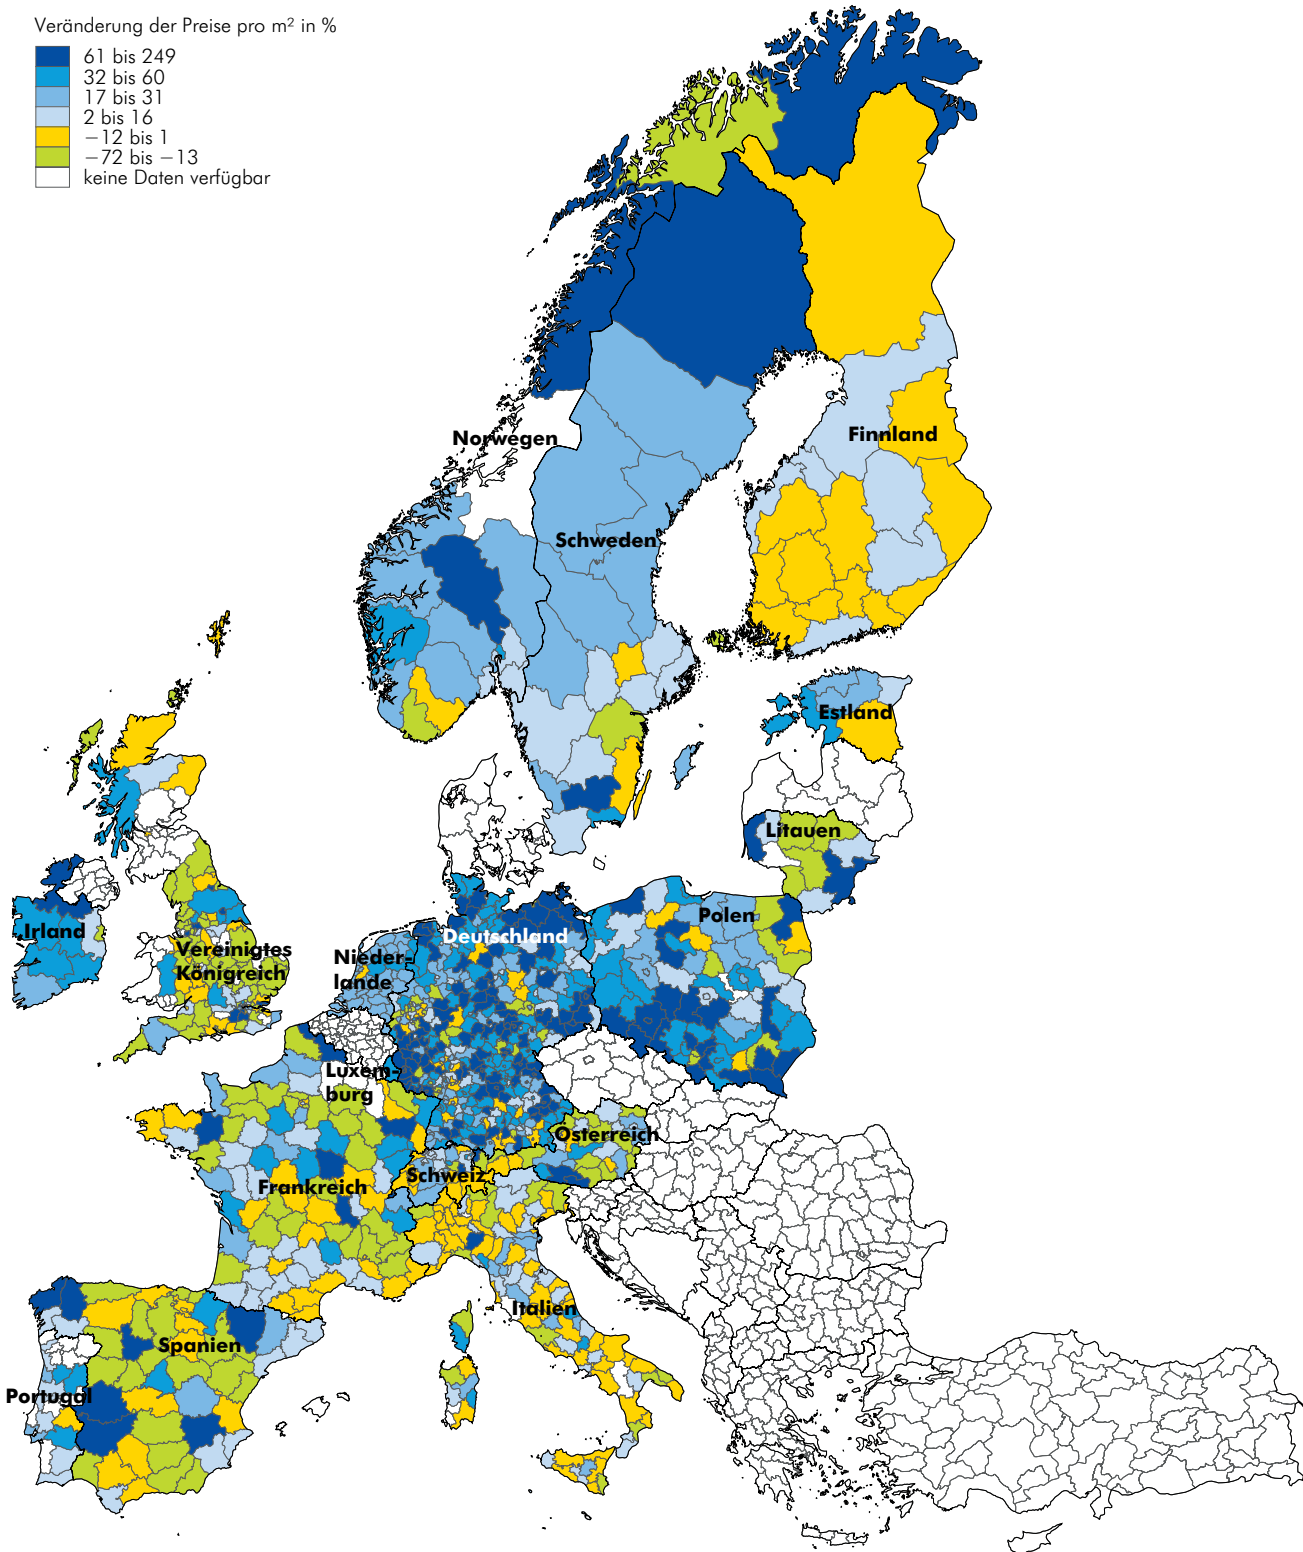 Veränderung der Preise pro m² in %
61 bis 249
32 bis 60
17 bis 31
2 bis 16
−12 bis 1
−72 bis −13
keine Daten verfügbar
Norwegen
Finnland
Schweden
Estland
Litauen
Polen
Irland
Deutschland
Vereinigtes
Königreich
Nieder-
lande
Luxem-
burg
Österreich
Schweiz
Frankreich
Italien
Spanien
Portugal